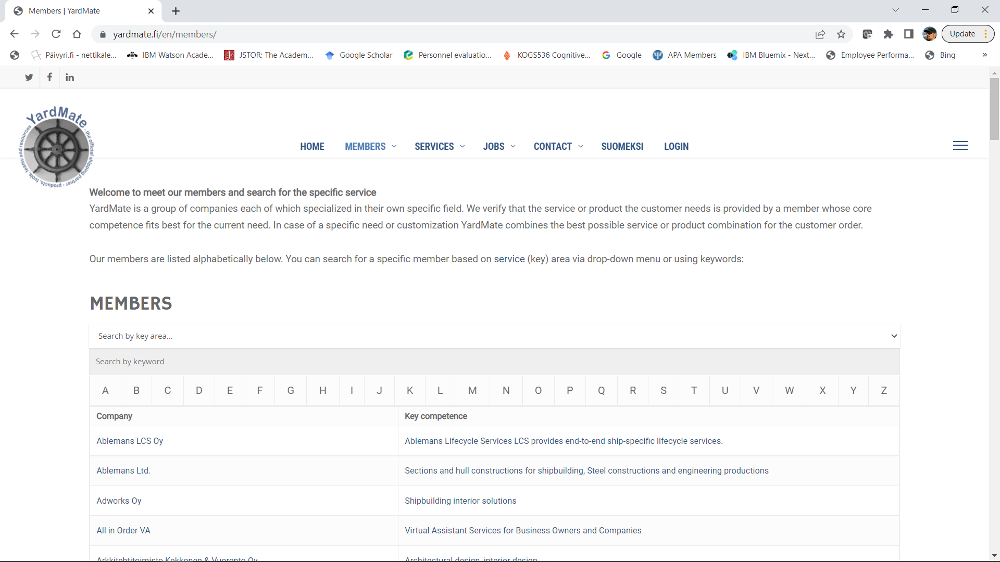 Members | YardMate
yardmate.fi/en/members/
Update
Päivyri.fi - nettikale...
IBM Watson Acade...
JSTOR: The Academ...
Google Scholar
Personnel evaluatio...
KOGS536 Cognitive...
Google
APA Members
IBM Bluemix - Next...
Employee Performa...
Bing
»
YardMate - the official shipping partner - products, tools, teams and resources
HOME MEMBERS SERVICES JOBS CONTACT SUOMEKSI LOGIN
Welcome to meet our members and search for the specific service
YardMate is a group of companies each of which specialized in their own specific field. We verify that the service or product the customer needs is provided by a member whose core
competence fits best for the current need. In case of a specific need or customization YardMate combines the best possible service or product combination for the customer order.
Our members are listed alphabetically below. You can search for a specific member based on service (key) area via drop-down menu or using keywords:
MEMBERS
Search by key area...
Search by keyword...
A B C D E F G H I J K L M N O P Q R S T U V W X Y Z
Company Key competence
Ablemans LCS Oy Ablemans Lifecycle Services LCS provides end-to-end ship-specific lifecycle services.
Ablemans Ltd. Sections and hull constructions for shipbuilding, Steel constructions and engineering productions
Adworks Oy Shipbuilding interior solutions
All in Order VA Virtual Assistant Services for Business Owners and Companies
Arkkitehtitoimisto Kekkonen & Vuorento Oy Architectural design, interior design